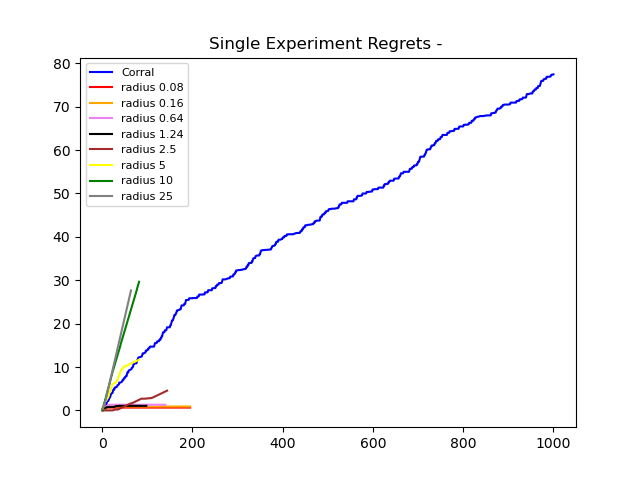 Single Experiment Regrets -
80
70
60
50
40
30
20
10
0
Corral
radius 0.08
radius 0.16
radius 0.64
radius 1.24
radius 2.5
radius 5
radius 10
radius 25
0 200 400 600 800 1000